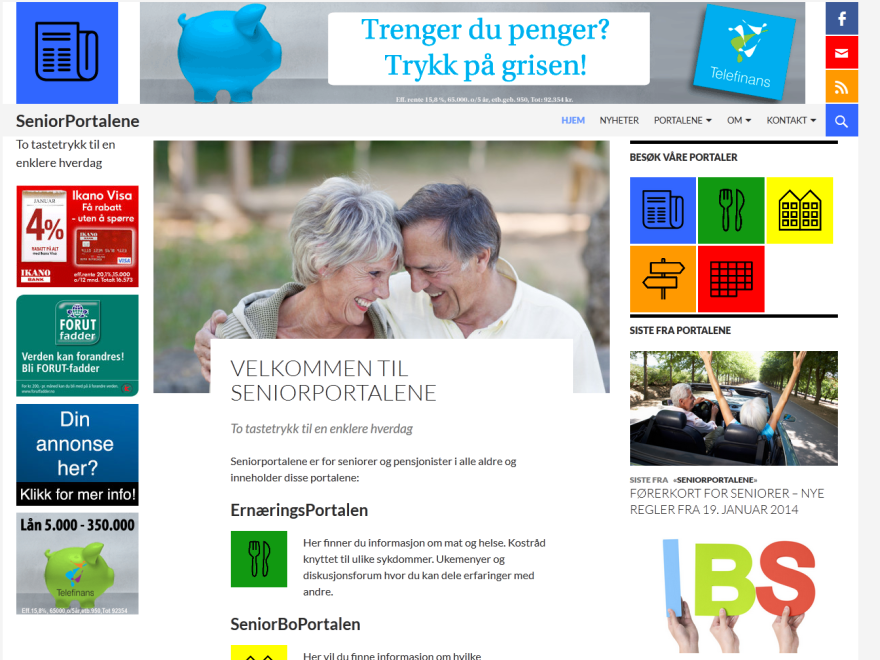 Trenger du penger?
Trykk på grisen!
Telefinans
Eff. rente 15,8 %, 65.000, o/5 år, etb.geb. 950, Tot: 92.354 kr.
SeniorPortalene
HJEM NYHETER PORTALENE OM KONTAKT
To tastetrykk til en
enklere hverdag
JANUAR
4%
RABATT PÅ ALT
med Ikano Visa
Ikano Visa
Få rabatt
- uten å spørre
IKANO
VISA
IKANO
BANK
eff.rente 20,75,15.000
o/12 mnd. Totalt 16.573
FORUT
fadder
Verden kan forandres!
Bli FORUT-fadder
Din
annonse
her?
Klikk for mer info!
Lån 5.000 - 350.000
Telefinans
Eff.15,8%, 65000,o/5år,etb.950,Tot 92354
VELKOMMEN TIL
SENIORPORTALENE
To tastetrykk til en enklere hverdag
Seniorportalene er for seniorer og pensjonister i alle aldre og
inneholder disse portalene:
ErnæringsPortalen
Her finner du informasjon om mat og helse. Kostråd
knyttet til ulike sykdommer. Ukemenyer og
diskusjonsforum hvor du kan dele erfaringer med
andre.
SeniorBoPortalen
Her vil du finne informasjon om hvilke
BESØK VÅRE PORTALER
SISTE FRA PORTALENE
SISTE FRA «SENIORPORTALENE»
FØRERKORT FOR SENIORER – NYE
REGLER FRA 19. JANUAR 2014
IBS